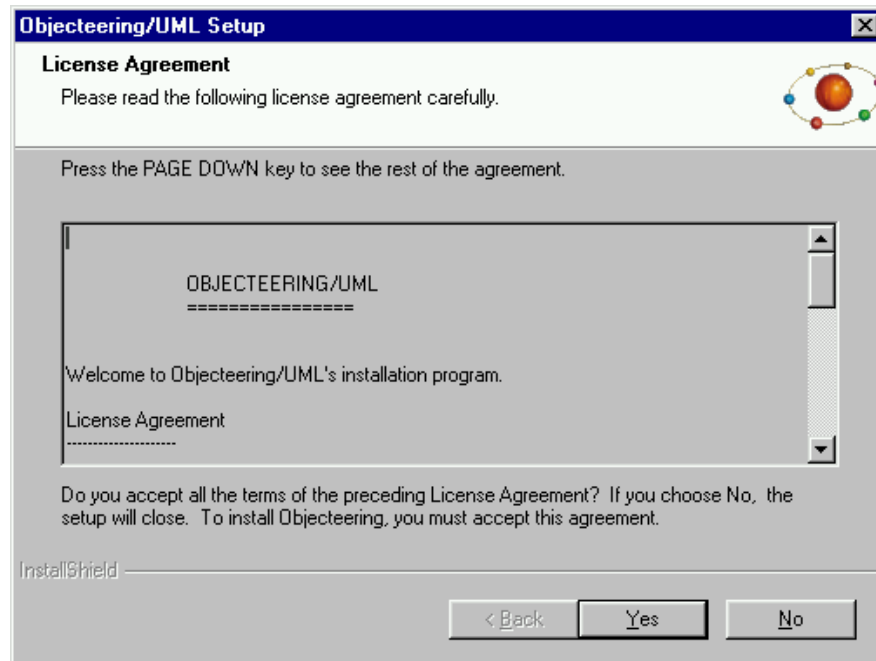 Objecteering/UML Setup
License Agreement
Please read the following license agreement carefully.
Press the PAGE DOWN key to see the rest of the agreement.
OBJECTEERING/UML
================
Welcome to Objecteering/UML's installation program.
License Agreement
---------------------
Do you accept all the terms of the preceding License Agreement?  If you choose No,  the
setup will close.  To install Objecteering, you must accept this agreement.
InstallShield
< Back
Yes
No